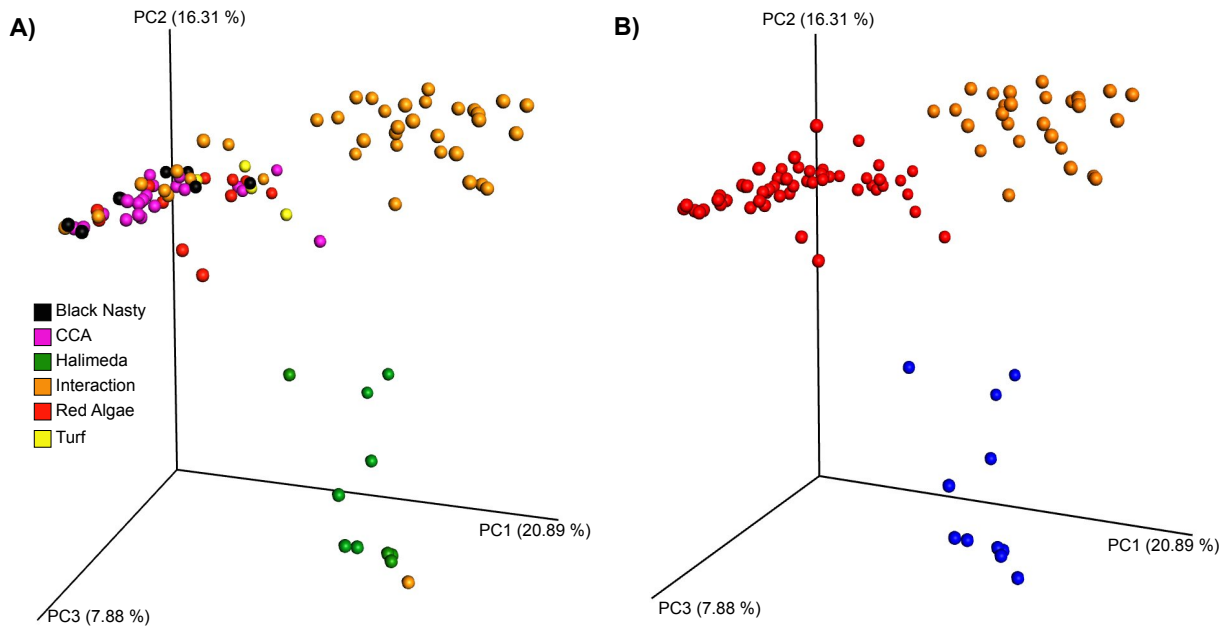 A)
PC2 (16.31 %)
Black Nasty
CCA
Halimeda
Interaction
Red Algae
Turf
PC1 (20.89 %)
PC3 (7.88 %)
B)
PC2 (16.31 %)
PC1 (20.89 %)
PC3 (7.88 %)